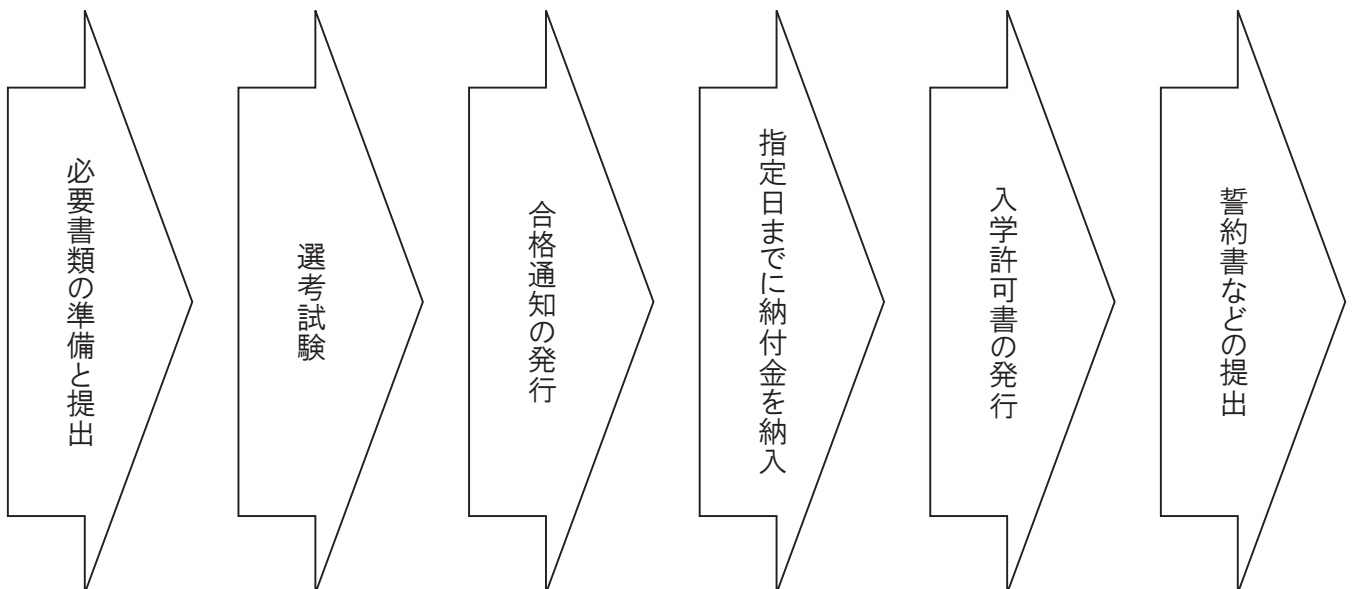 必要書類の準備と提出
選考試験
合格通知の発行
指定日までに納付金を納入
入学許可書の発行
誓約書などの提出